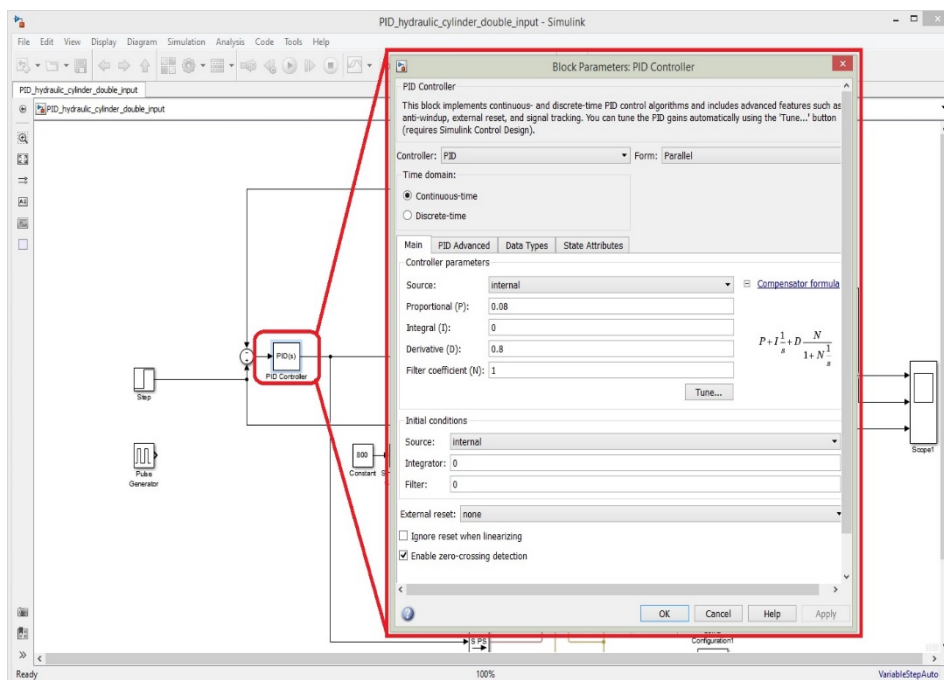 PID_hydraulic_cylinder_double_input - Simulink
File Edit View Display Diagram Simulation Analysis Code Tools Help
PID_hydraulic_cylinder_double_input
PID_hydraulic_cylinder_double_input
Block Parameters: PID Controller
PID Controller
This block implements continuous- and discrete-time PID control algorithms and includes advanced features such as
anti-windup, external reset, and signal tracking. You can tune the PID gains automatically using the 'Tune...' button
(requires Simulink Control Design).
Controller: PID Form: Parallel
Time domain:
Continuous-time
Discrete-time
Main PID Advanced Data Types State Attributes
Controller parameters
Source: internal Compensator formula
Proportional (P): 0.08
Integral (I): 0
Derivative (D): 0.8
Filter coefficient (N): 1
P+I 1/s +D N/(1+N 1/s)
Tune...
Initial conditions
Source: internal
Integrator: 0
Filter: 0
External reset: none
Ignore reset when linearizing
Enable zero-crossing detection
OK Cancel Help Apply
PID(s)
PID Controller
Step
Pulse
Generator
800
Constant
S PS
Configuration1
Scope1
Ready 100% VariableStepAuto